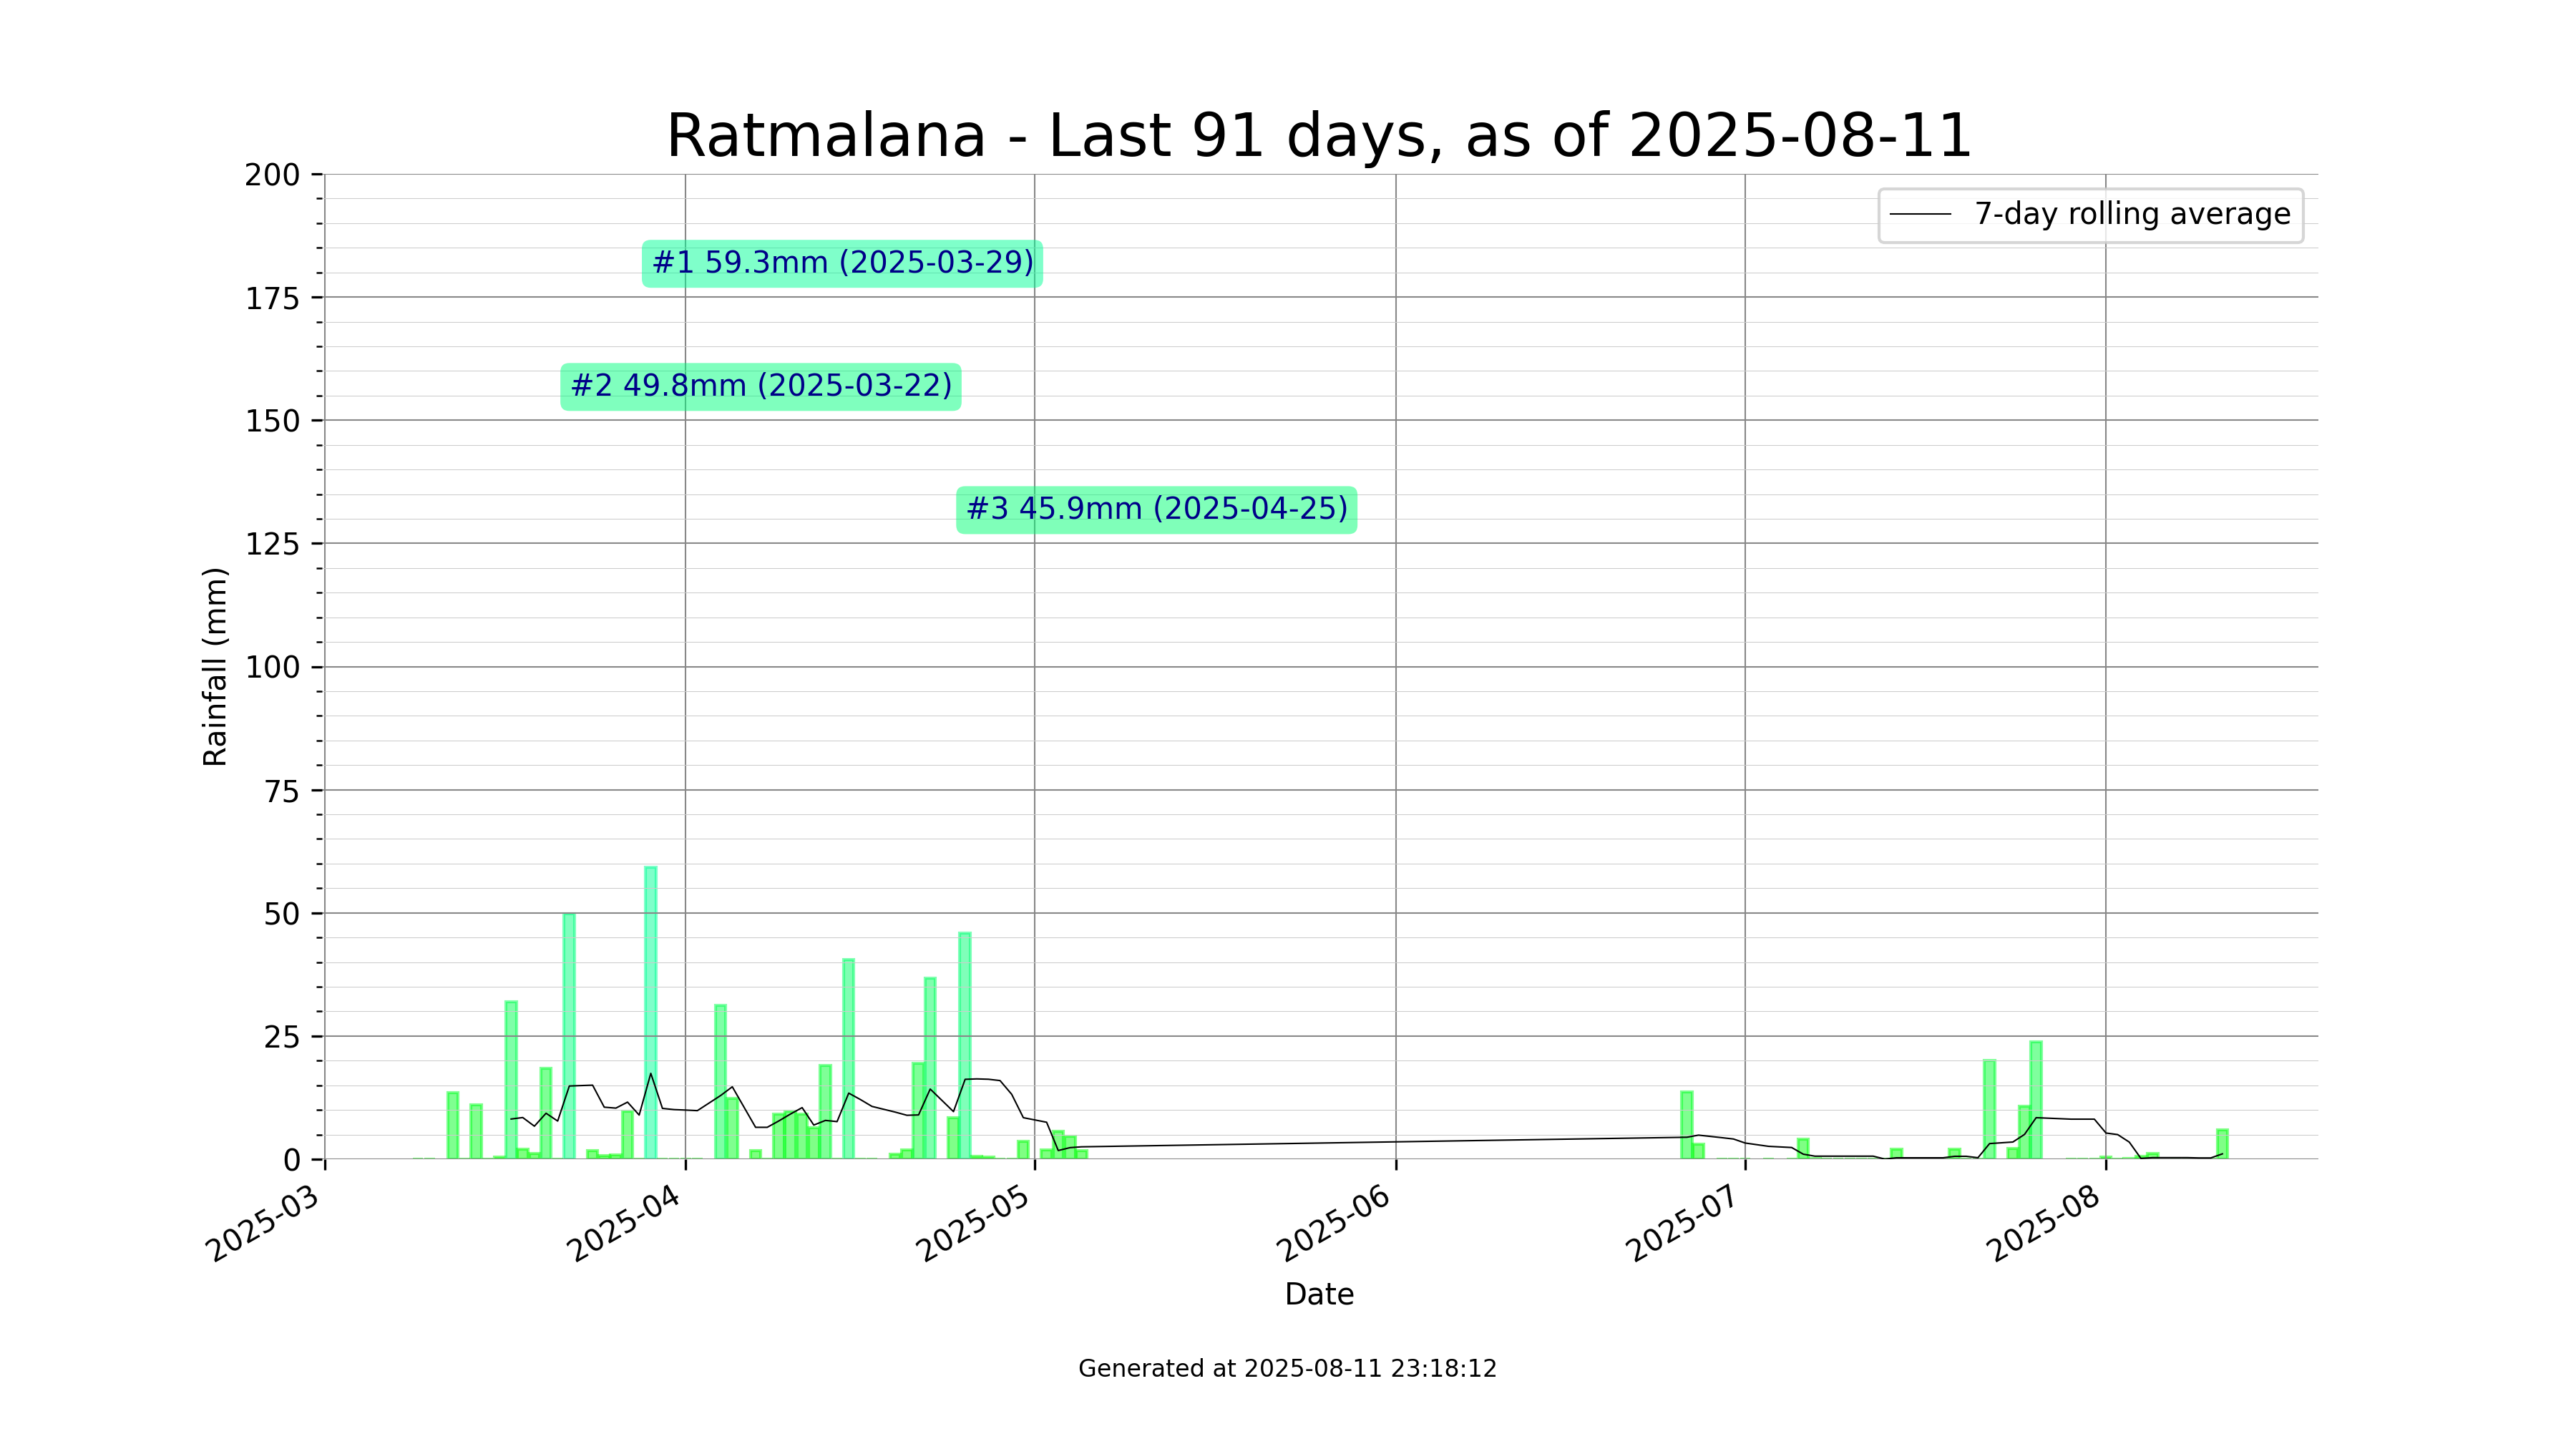 Ratmalana - Last 91 days, as of 2025-08-11
200
175
150
125
100
75
50
25
0
Rainfall (mm)
7-day rolling average
#1 59.3mm (2025-03-29)
#2 49.8mm (2025-03-22)
#3 45.9mm (2025-04-25)
2025-03
2025-04
2025-05
2025-06
2025-07
2025-08
Date
Generated at 2025-08-11 23:18:12